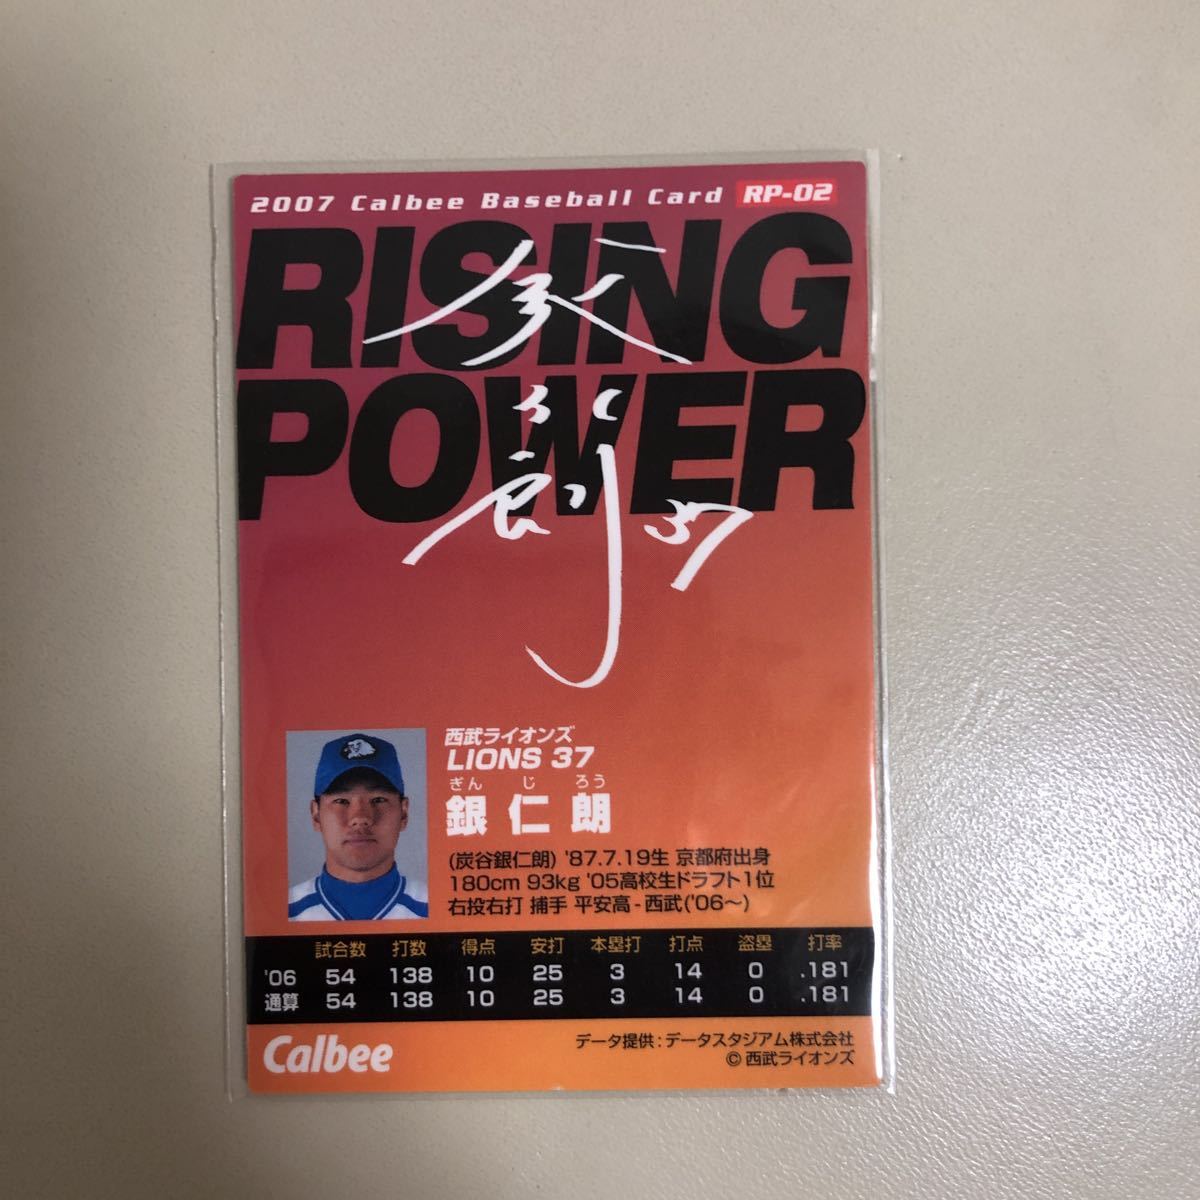 2007 Calbee Baseball Card RP-02
RISING
POWER
銀仁朗 37
西武ライオンズ
LIONS 37
ぎん じ ろう
銀 仁 朗
(炭谷銀仁朗) '87.7.19生 京都府出身
180cm 93kg '05高校生ドラフト1位
右投右打 捕手 平安高-西武('06〜)
試合数 打数 得点 安打 本塁打 打点 盗塁 打率
'06 54 138 10 25 3 14 0 .181
通算 54 138 10 25 3 14 0 .181
Calbee
データ提供:データスタジアム株式会社
© 西武ライオンズ